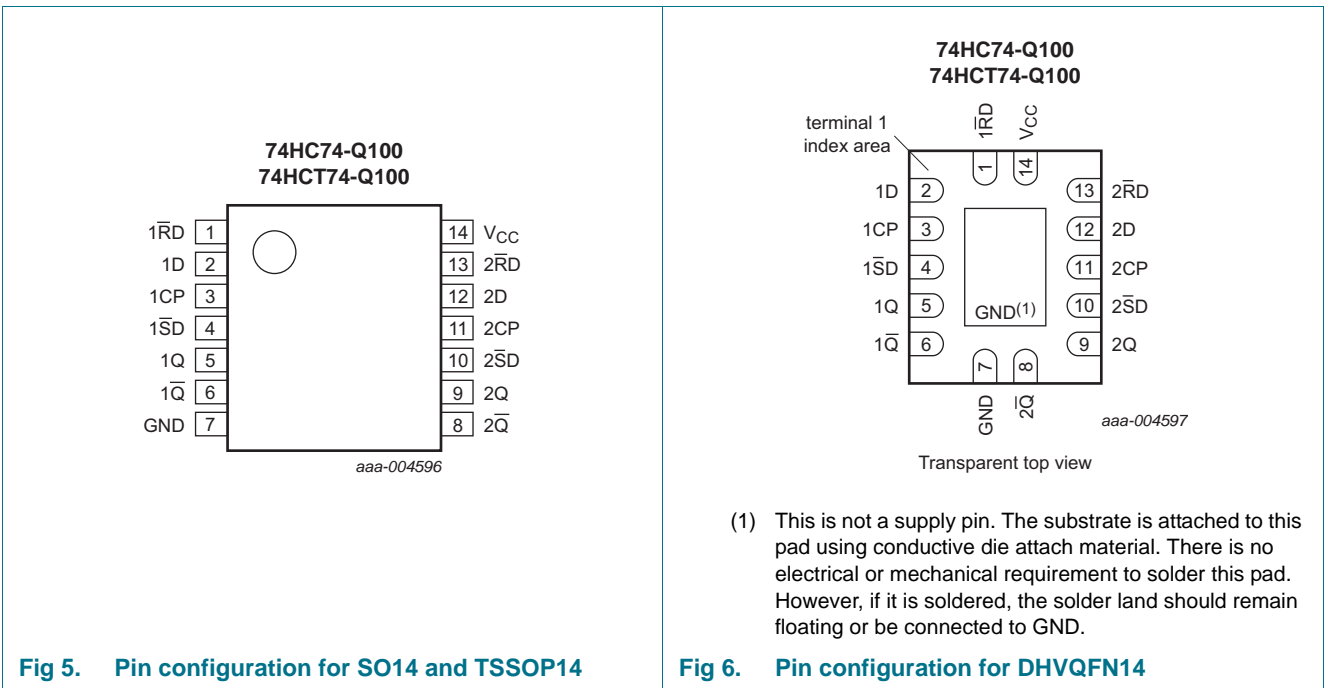 74HC74-Q100
74HCT74-Q100
1R̅D 1
1D 2
1CP 3
1S̅D 4
1Q 5
1Q̅ 6
GND 7
14 VCC
13 2R̅D
12 2D
11 2CP
10 2S̅D
9 2Q
8 2Q̅
aaa-004596
Fig 5. Pin configuration for SO14 and TSSOP14
74HC74-Q100
74HCT74-Q100
terminal 1
index area
1R̅D
VCC
1
14
1D 2
1CP 3
1S̅D 4
1Q 5
1Q̅ 6
13 2R̅D
12 2D
11 2CP
10 2S̅D
9 2Q
GND(1)
7
8
GND
2Q̅
aaa-004597
Transparent top view
(1) This is not a supply pin. The substrate is attached to this
pad using conductive die attach material. There is no
electrical or mechanical requirement to solder this pad.
However, if it is soldered, the solder land should remain
floating or be connected to GND.
Fig 6. Pin configuration for DHVQFN14